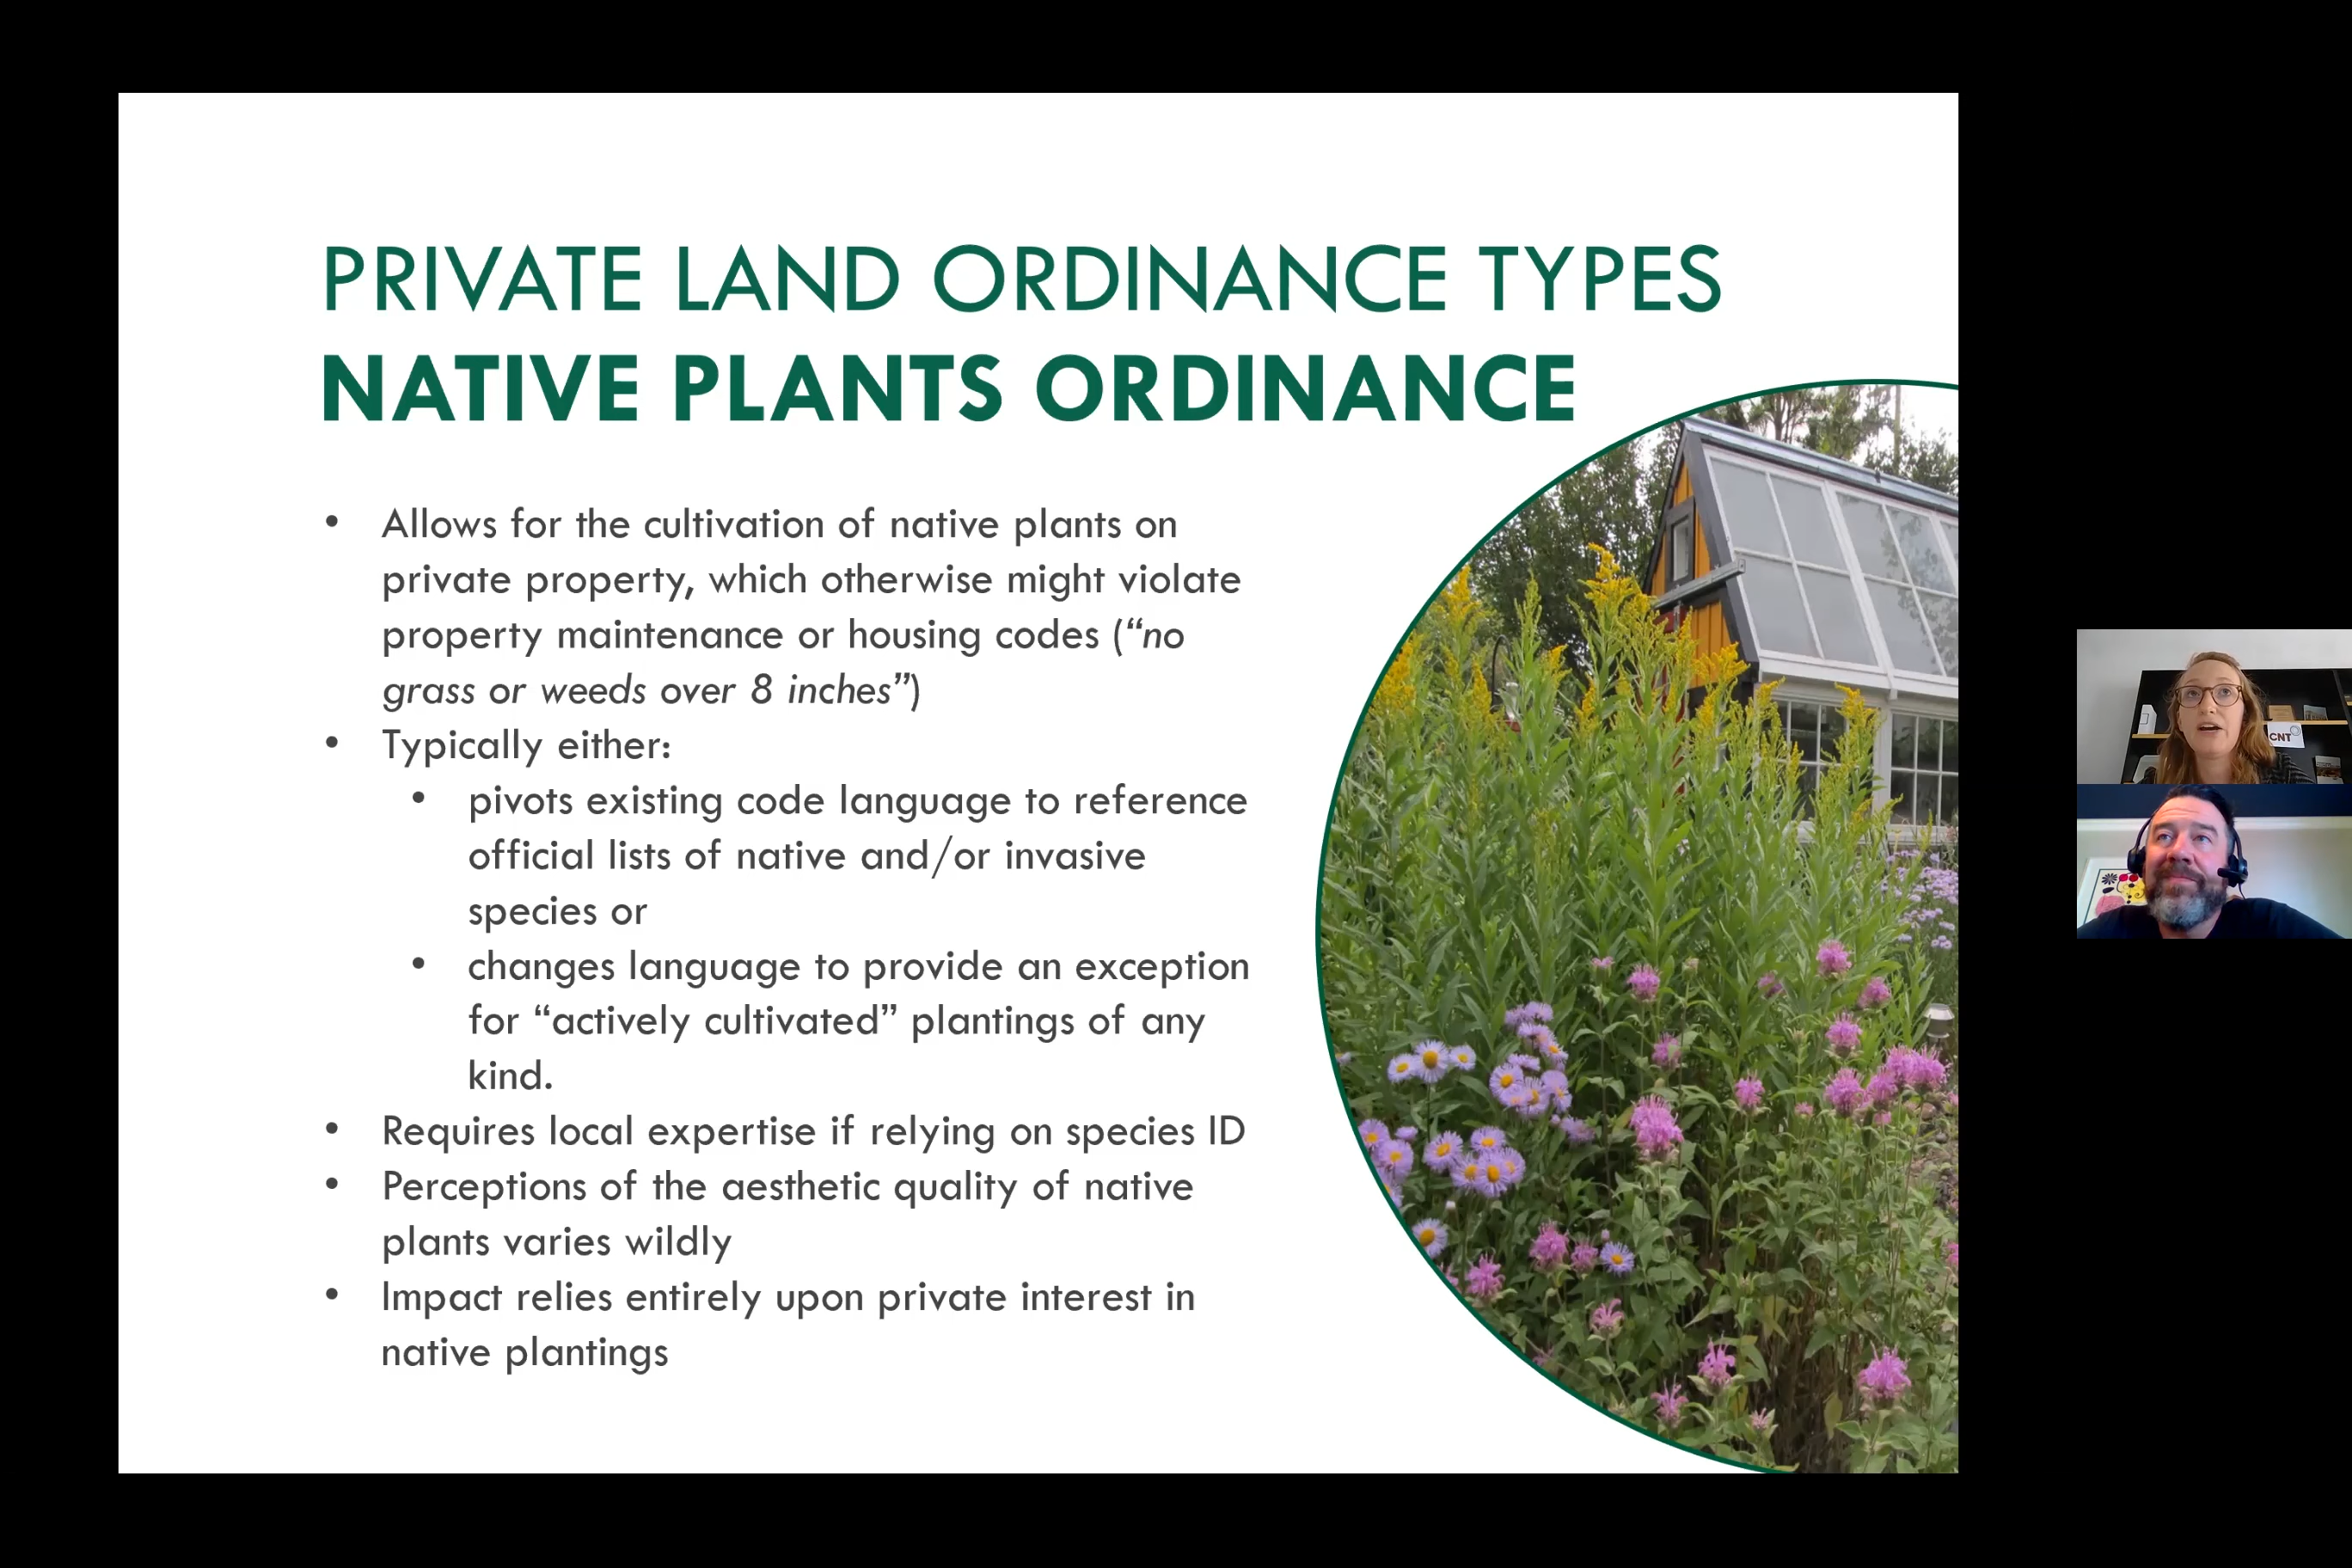 PRIVATE LAND ORDINANCE TYPES
NATIVE PLANTS ORDINANCE
• Allows for the cultivation of native plants on
private property, which otherwise might violate
property maintenance or housing codes (“no
grass or weeds over 8 inches”)
• Typically either:
• pivots existing code language to reference
official lists of native and/or invasive
species or
• changes language to provide an exception
for “actively cultivated” plantings of any
kind.
• Requires local expertise if relying on species ID
• Perceptions of the aesthetic quality of native
plants varies wildly
• Impact relies entirely upon private interest in
native plantings
CNT